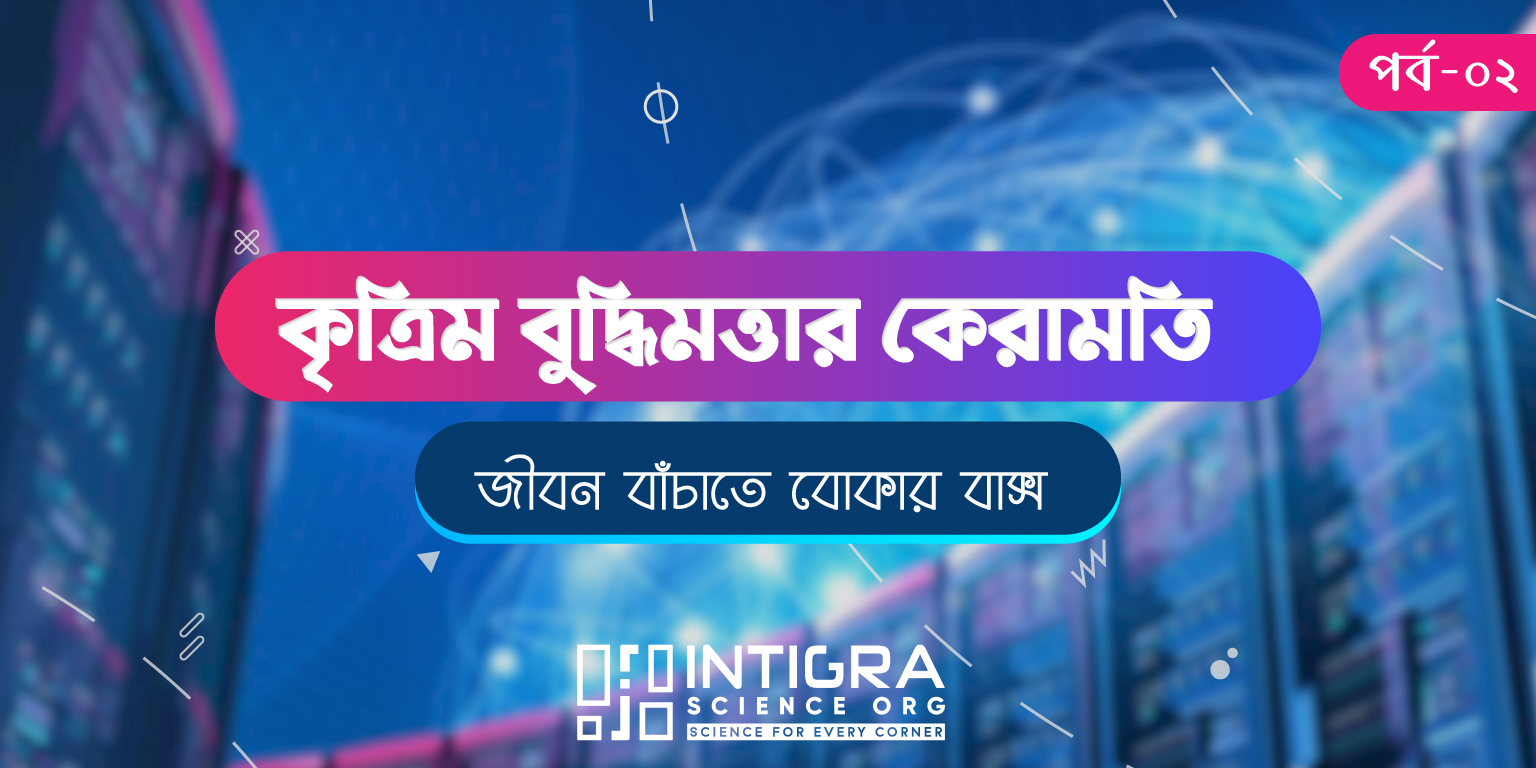 পর্ব-০২
কৃত্রিম বুদ্ধিমত্তার কেরামতি
জীবন বাঁচাতে বোকার বাক্স
INTIGRA
SCIENCE ORG
SCIENCE FOR EVERY CORNER